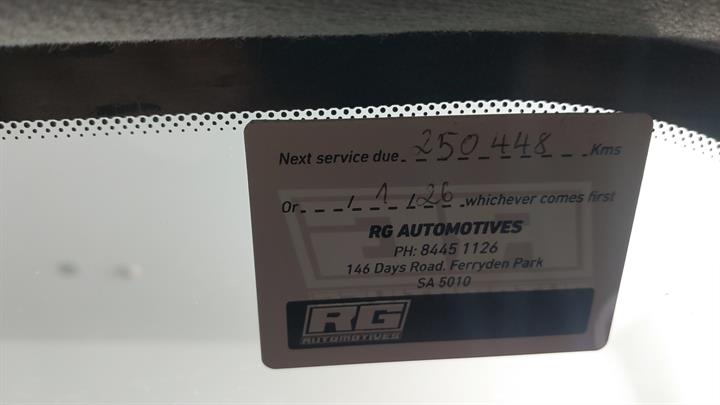 Next service due 250 448 Kms
Or / 1 / 26 whichever comes first
RG AUTOMOTIVES
PH: 8445 1126
146 Days Road, Ferryden Park
SA 5010
RG
AUTOMOTIVES